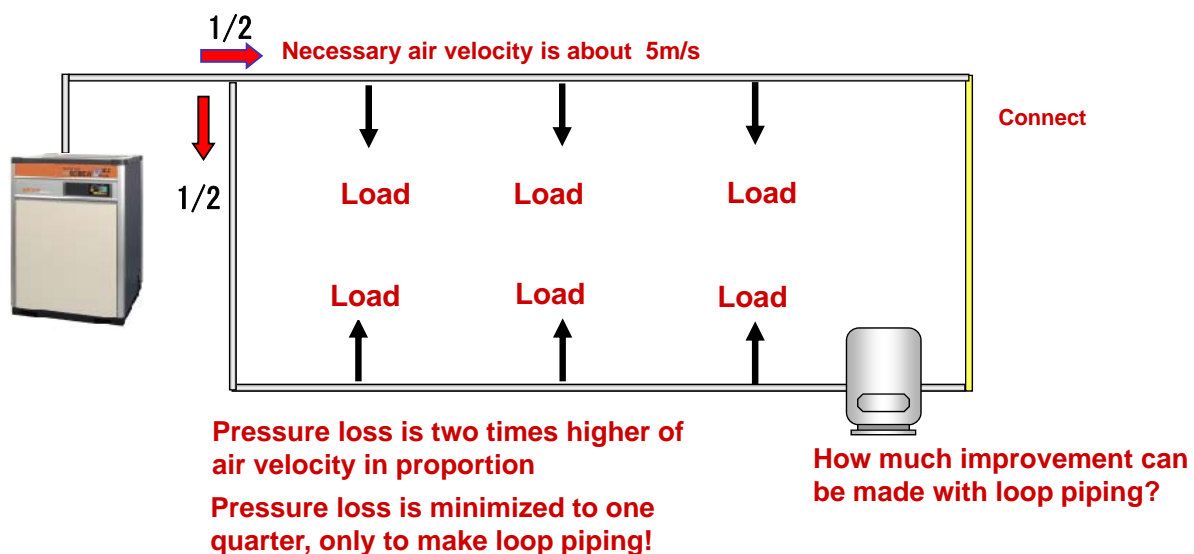 1/2
Necessary air velocity is about 5m/s
Connect
1/2
Load
Load
Load
Load
Load
Load
Pressure loss is two times higher of
air velocity in proportion
Pressure loss is minimized to one
quarter, only to make loop piping!
How much improvement can
be made with loop piping?